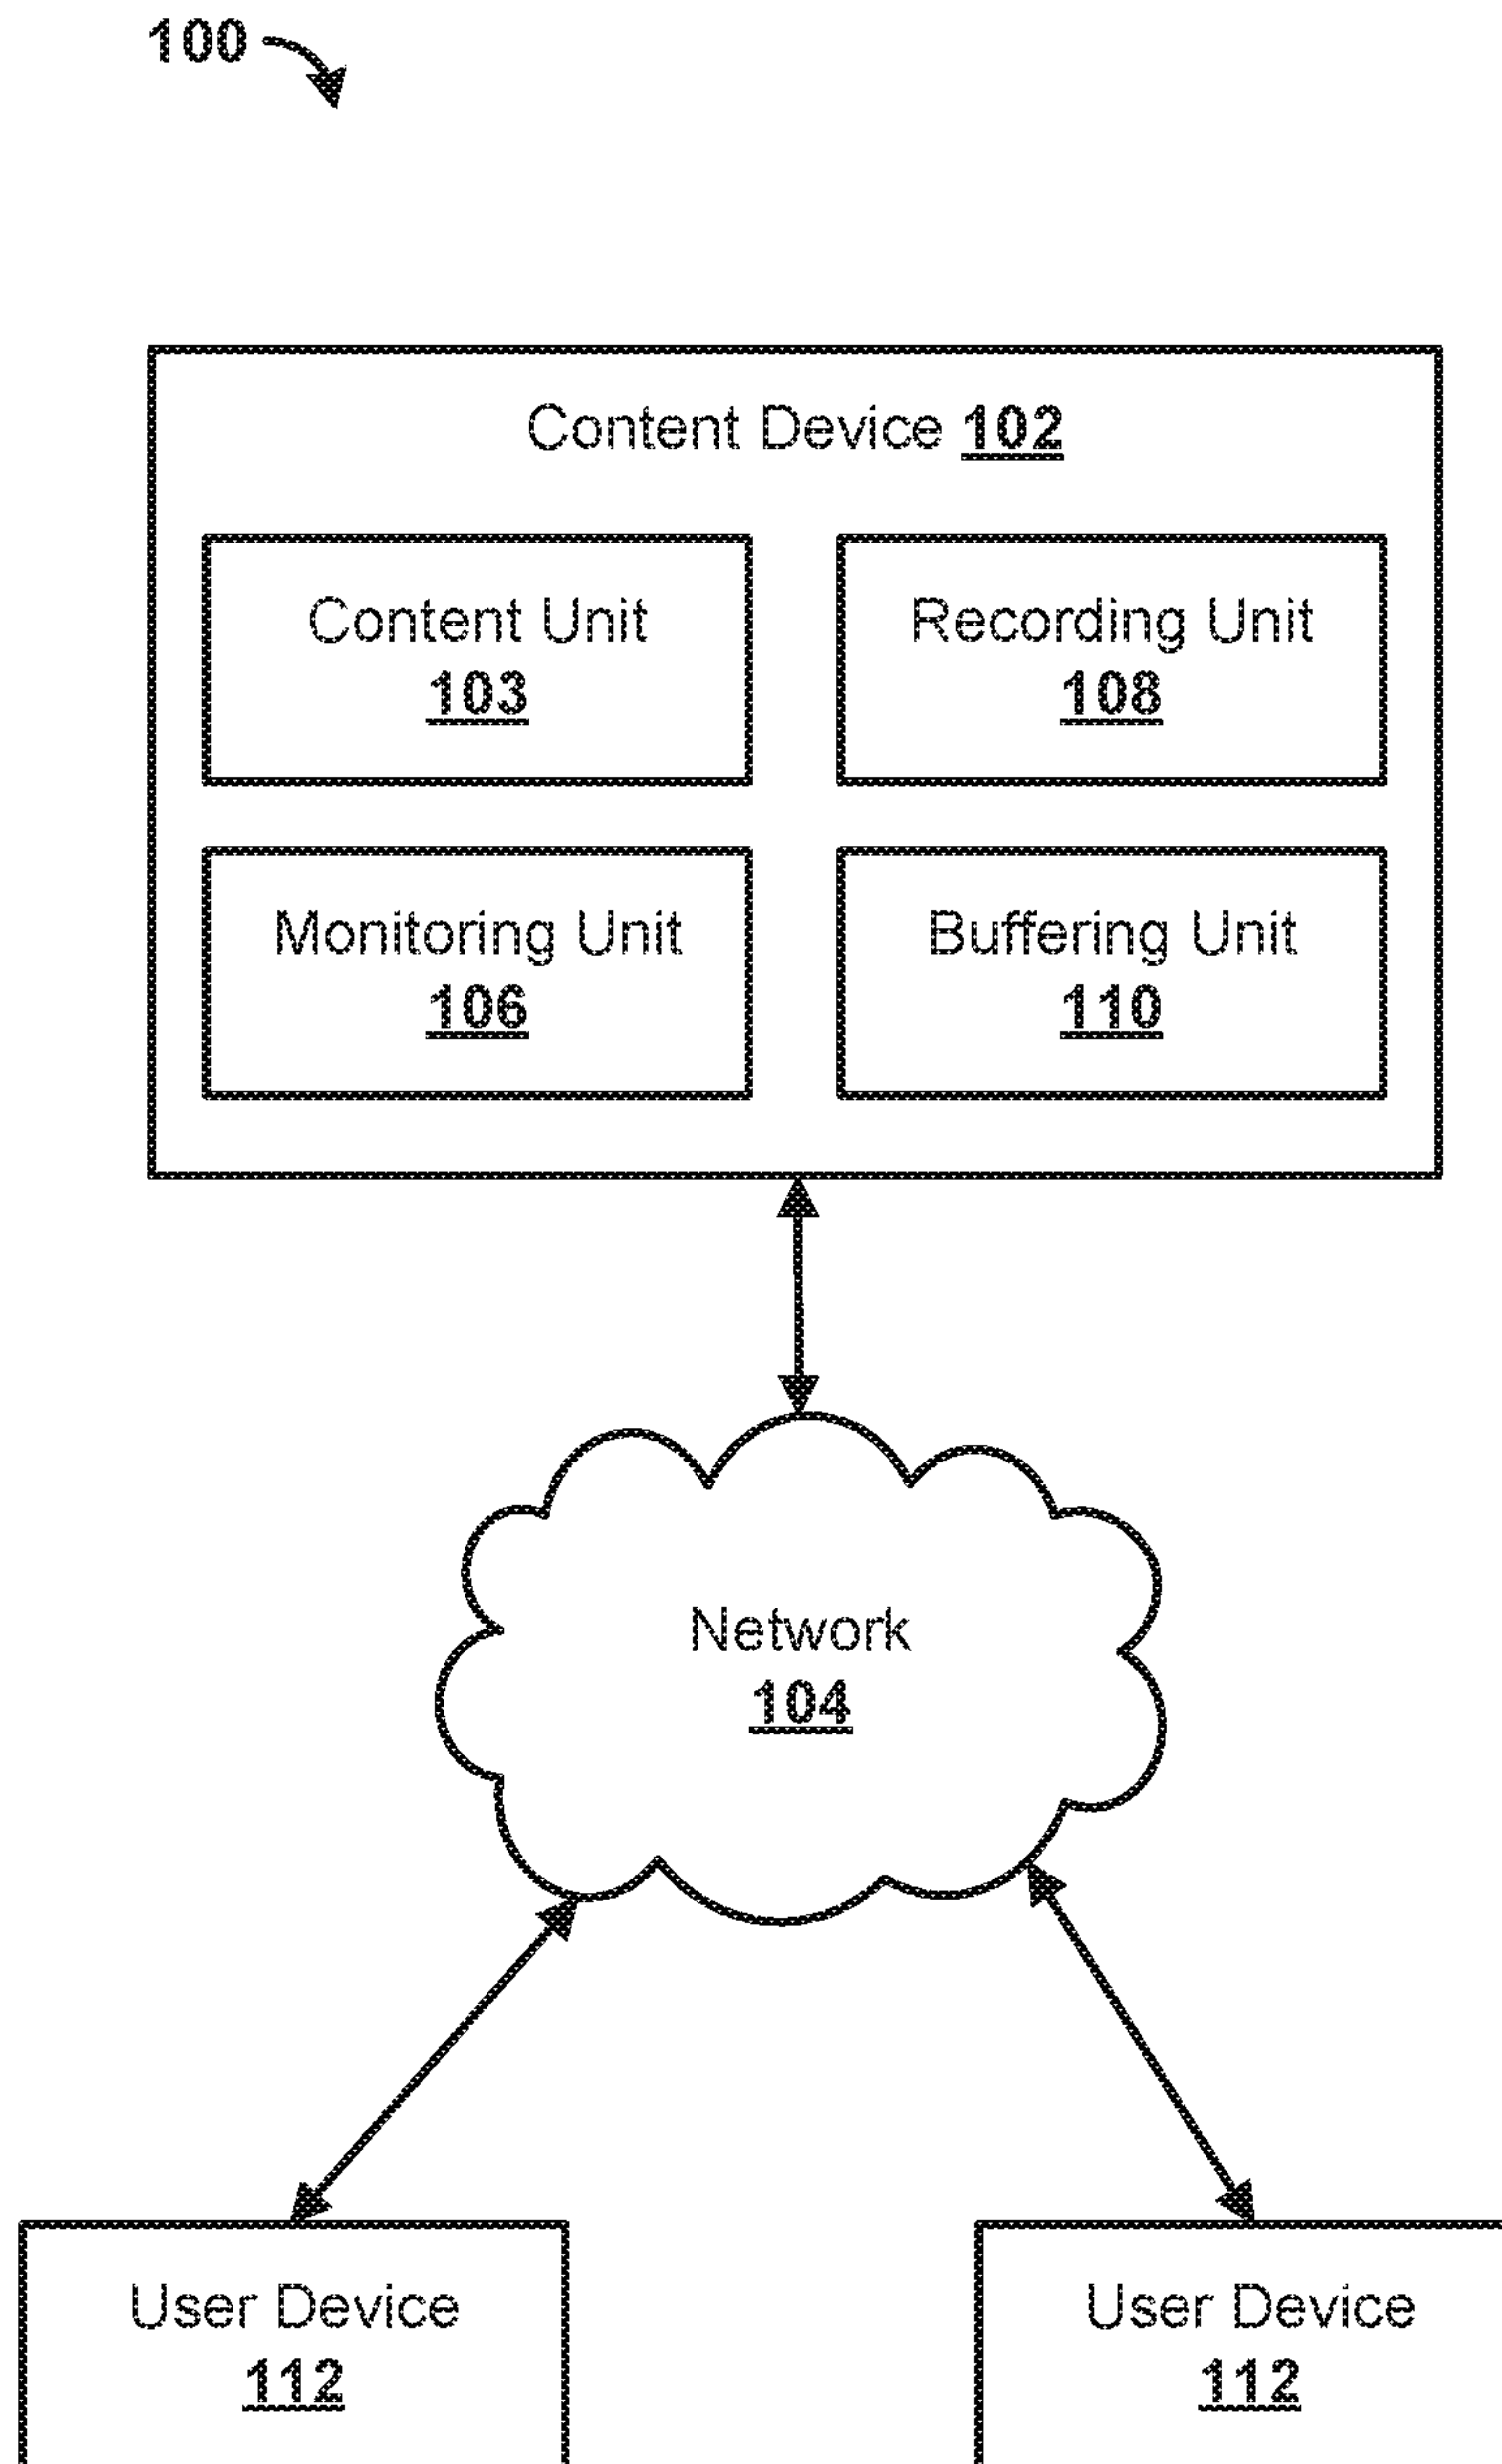 100
Content Device 102
Content Unit
103
Recording Unit
108
Monitoring Unit
106
Buffering Unit
110
Network
104
User Device
112
User Device
112